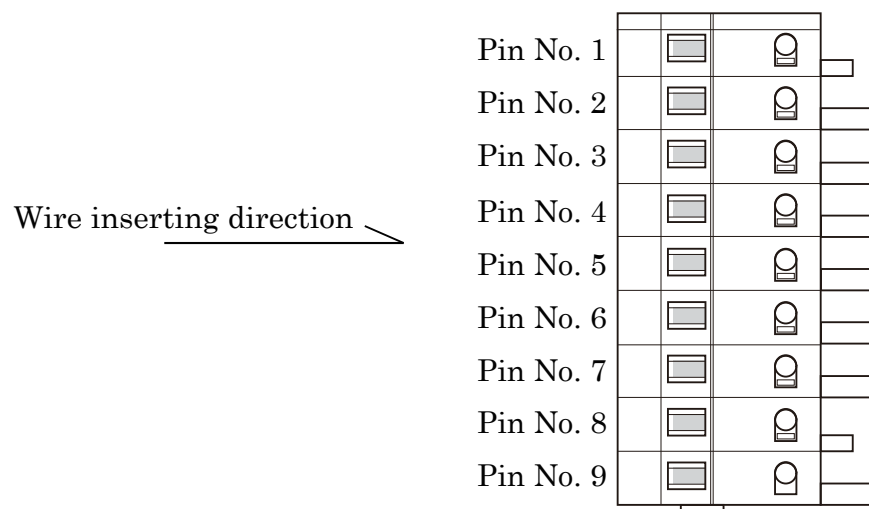 Pin No. 1
Pin No. 2
Pin No. 3
Wire inserting direction
Pin No. 4
Pin No. 5
Pin No. 6
Pin No. 7
Pin No. 8
Pin No. 9